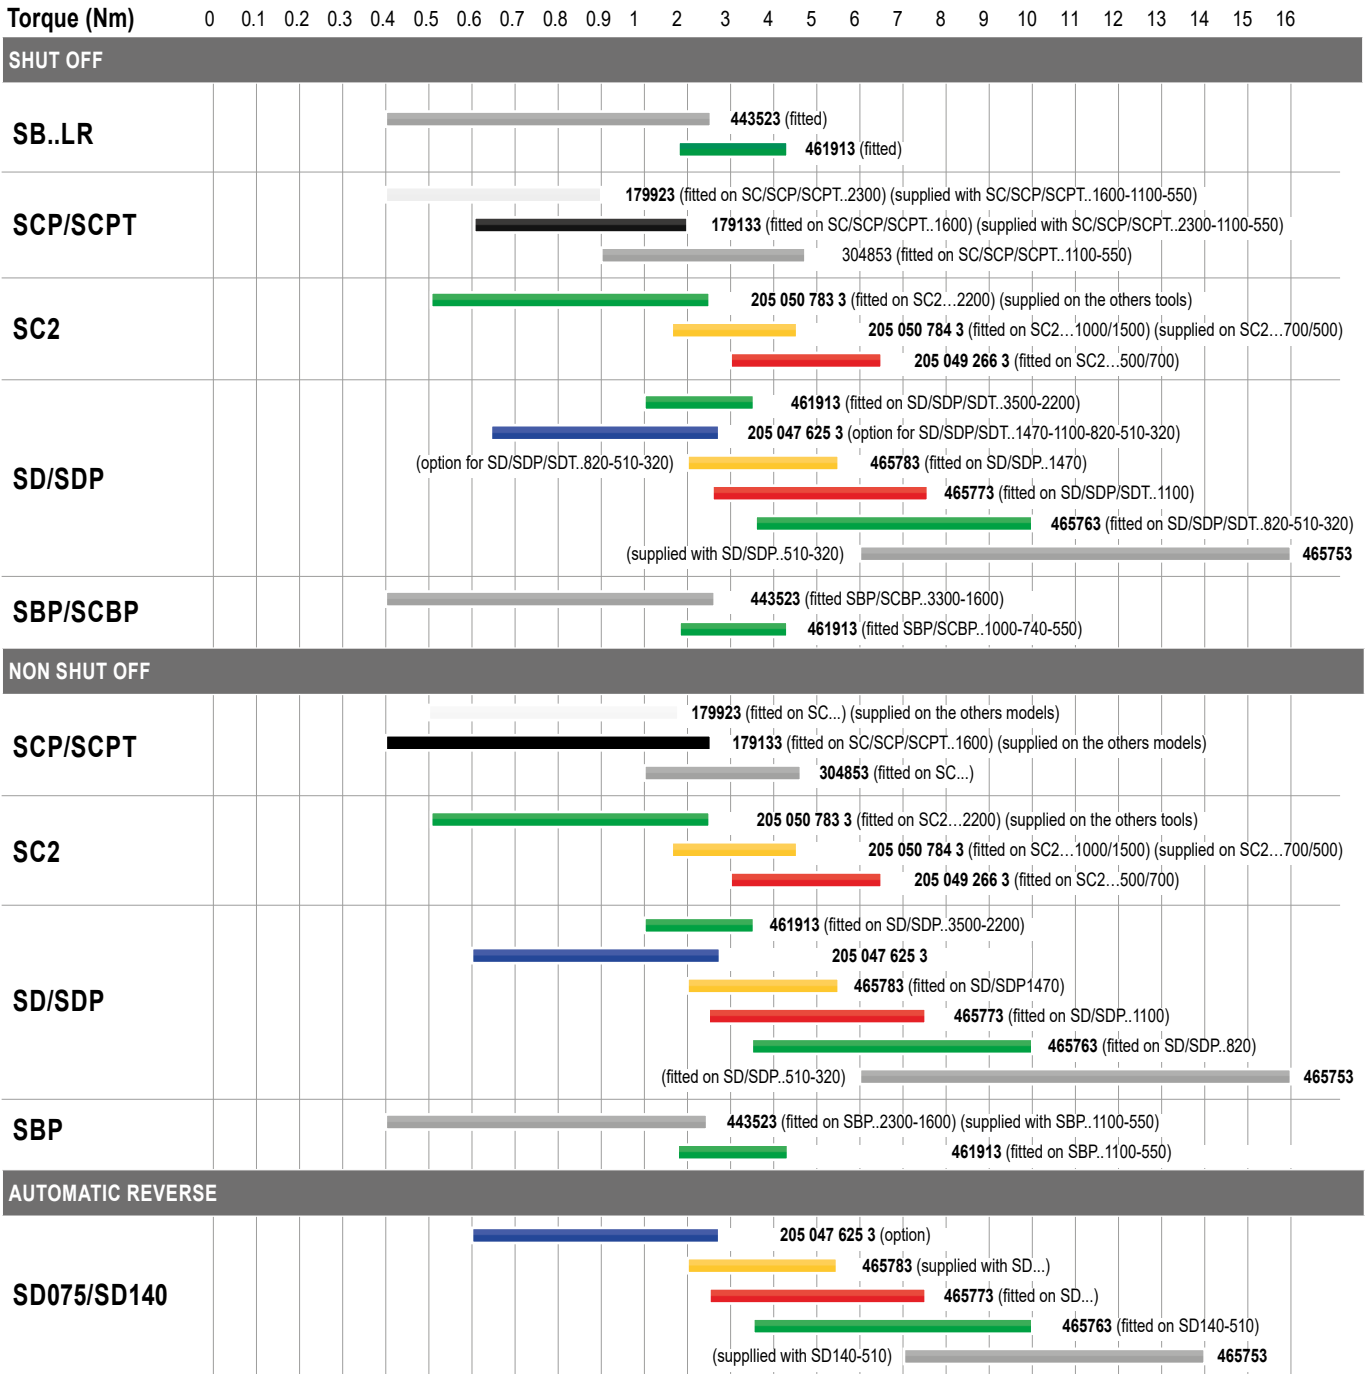 Torque (Nm) 0 0.1 0.2 0.3 0.4 0.5 0.6 0.7 0.8 0.9 1 2 3 4 5 6 7 8 9 10 11 12 13 14 15 16
SHUT OFF
SB..LR
443523 (fitted)
461913 (fitted)
SCP/SCPT
179923 (fitted on SC/SCP/SCPT..2300) (supplied with SC/SCP/SCPT..1600-1100-550)
179133 (fitted on SC/SCP/SCPT..1600) (supplied with SC/SCP/SCPT..2300-1100-550)
304853 (fitted on SC/SCP/SCPT..1100-550)
SC2
205 050 783 3 (fitted on SC2…2200) (supplied on the others tools)
205 050 784 3 (fitted on SC2…1000/1500) (supplied on SC2…700/500)
205 049 266 3 (fitted on SC2…500/700)
SD/SDP
461913 (fitted on SD/SDP/SDT..3500-2200)
205 047 625 3 (option for SD/SDP/SDT..1470-1100-820-510-320)
(option for SD/SDP/SDT..820-510-320) 465783 (fitted on SD/SDP..1470)
465773 (fitted on SD/SDP/SDT..1100)
465763 (fitted on SD/SDP/SDT..820-510-320)
(supplied with SD/SDP..510-320) 465753
SBP/SCBP
443523 (fitted SBP/SCBP..3300-1600)
461913 (fitted SBP/SCBP..1000-740-550)
NON SHUT OFF
SCP/SCPT
179923 (fitted on SC...) (supplied on the others models)
179133 (fitted on SC/SCP/SCPT..1600) (supplied on the others models)
304853 (fitted on SC...)
SC2
205 050 783 3 (fitted on SC2…2200) (supplied on the others tools)
205 050 784 3 (fitted on SC2…1000/1500) (supplied on SC2…700/500)
205 049 266 3 (fitted on SC2…500/700)
SD/SDP
461913 (fitted on SD/SDP..3500-2200)
205 047 625 3
465783 (fitted on SD/SDP1470)
465773 (fitted on SD/SDP..1100)
465763 (fitted on SD/SDP..820)
(fitted on SD/SDP..510-320) 465753
SBP
443523 (fitted on SBP..2300-1600) (supplied with SBP..1100-550)
461913 (fitted on SBP..1100-550)
AUTOMATIC REVERSE
SD075/SD140
205 047 625 3 (option)
465783 (supplied with SD...)
465773 (fitted on SD...)
465763 (fitted on SD140-510)
(suppllied with SD140-510) 465753